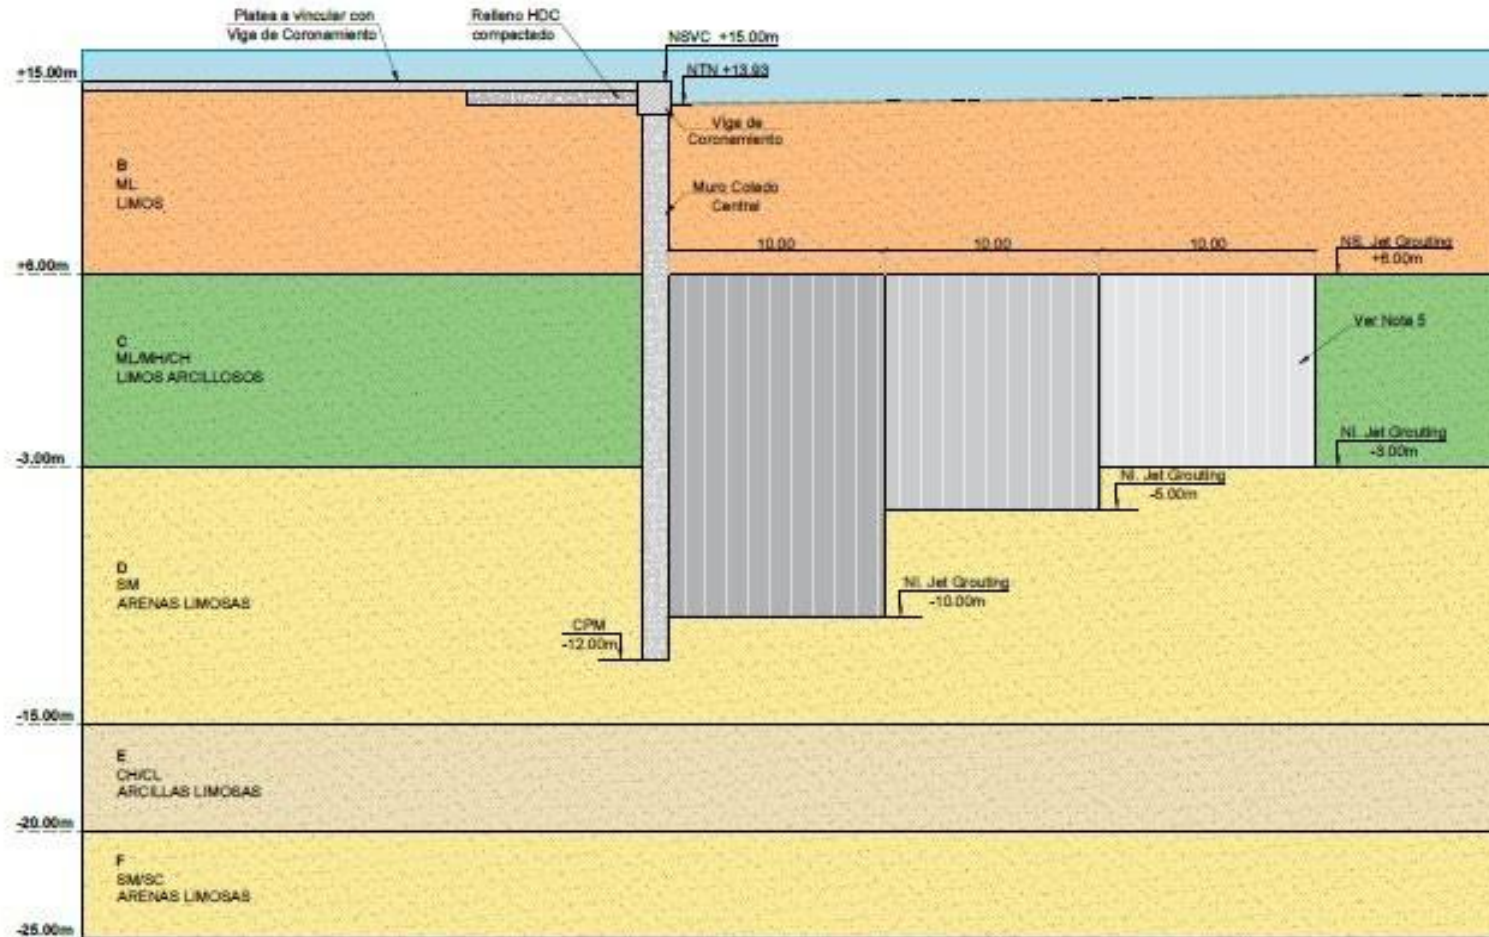 Platea a vincular con
Viga de Coronamiento
Relleno HDC
compactado
NSVC +15.00m
+15.00m
NTN +13.93
Viga de
Coronamiento
B
ML
LIMOS
Muro Colado
Central
10.00
10.00
10.00
NS. Jet Grouting
+6.00m
+6.00m
Ver Nota 5
C
ML/MH/CH
LIMOS ARCILLOSOS
NI. Jet Grouting
-3.00m
-3.00m
NI. Jet Grouting
-5.00m
D
SM
ARENAS LIMOSAS
NI. Jet Grouting
-10.00m
CPM
-12.00m
-15.00m
E
CH/CL
ARCILLAS LIMOSAS
-20.00m
F
SM/SC
ARENAS LIMOSAS
-25.00m